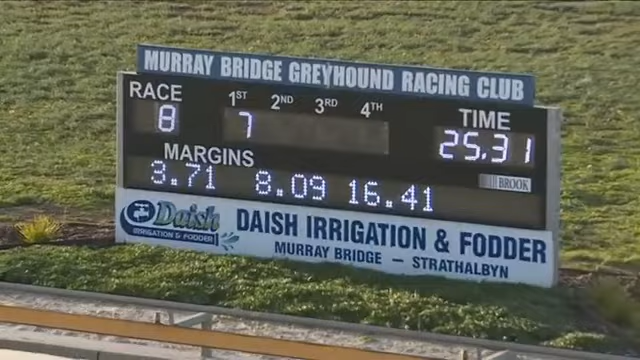 MURRAY BRIDGE GREYHOUND RACING CLUB
RACE 1ST 2ND 3RD 4TH TIME
8 7 25.31
MARGINS BROOK
3.71 8.09 16.41
Daish
IRRIGATION & FODDER
DAISH IRRIGATION & FODDER
MURRAY BRIDGE – STRATHALBYN